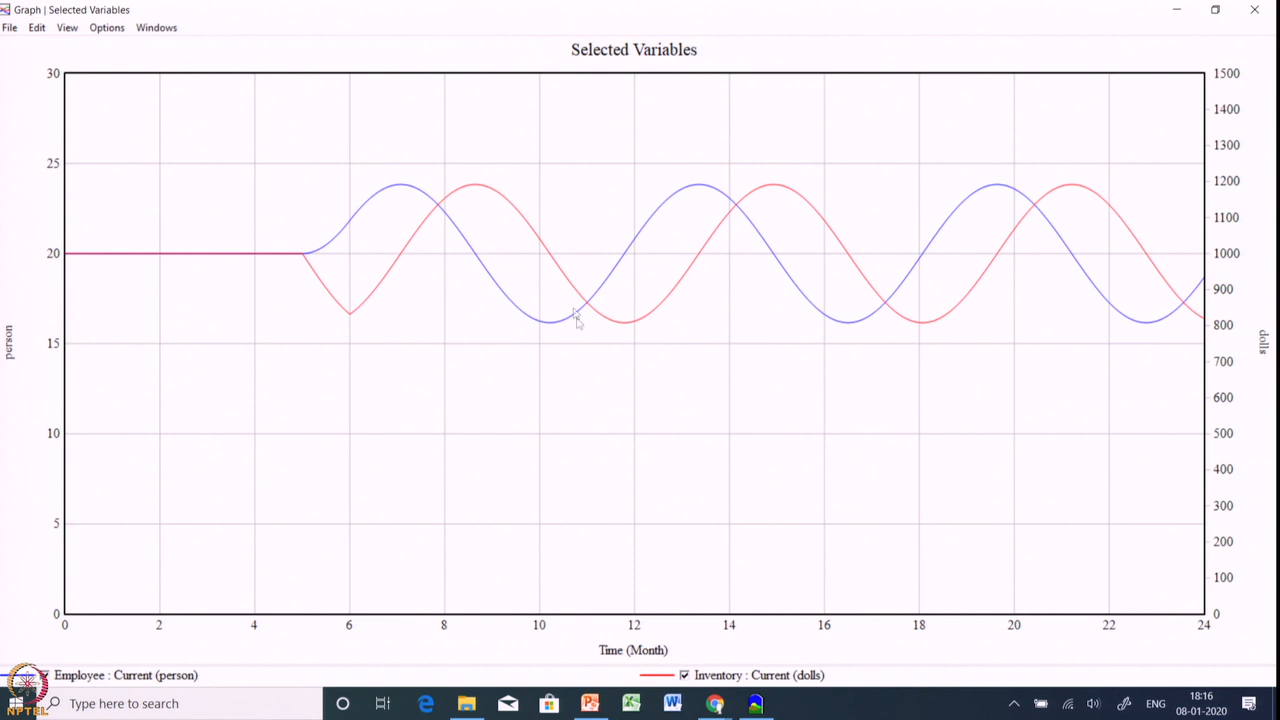 Graph | Selected Variables
File Edit View Options Windows
Selected Variables
30 1500
1400
1300
25
1200
1100
20 1000
900
800
15
700
600
10
500
400
300
5
200
100
0 0
person
dolls
0 2 4 6 8 10 12 14 16 18 20 22 24
Time (Month)
Employee : Current (person) Inventory : Current (dolls)
Type here to search
ENG
18:16
08-01-2020
NPTEL